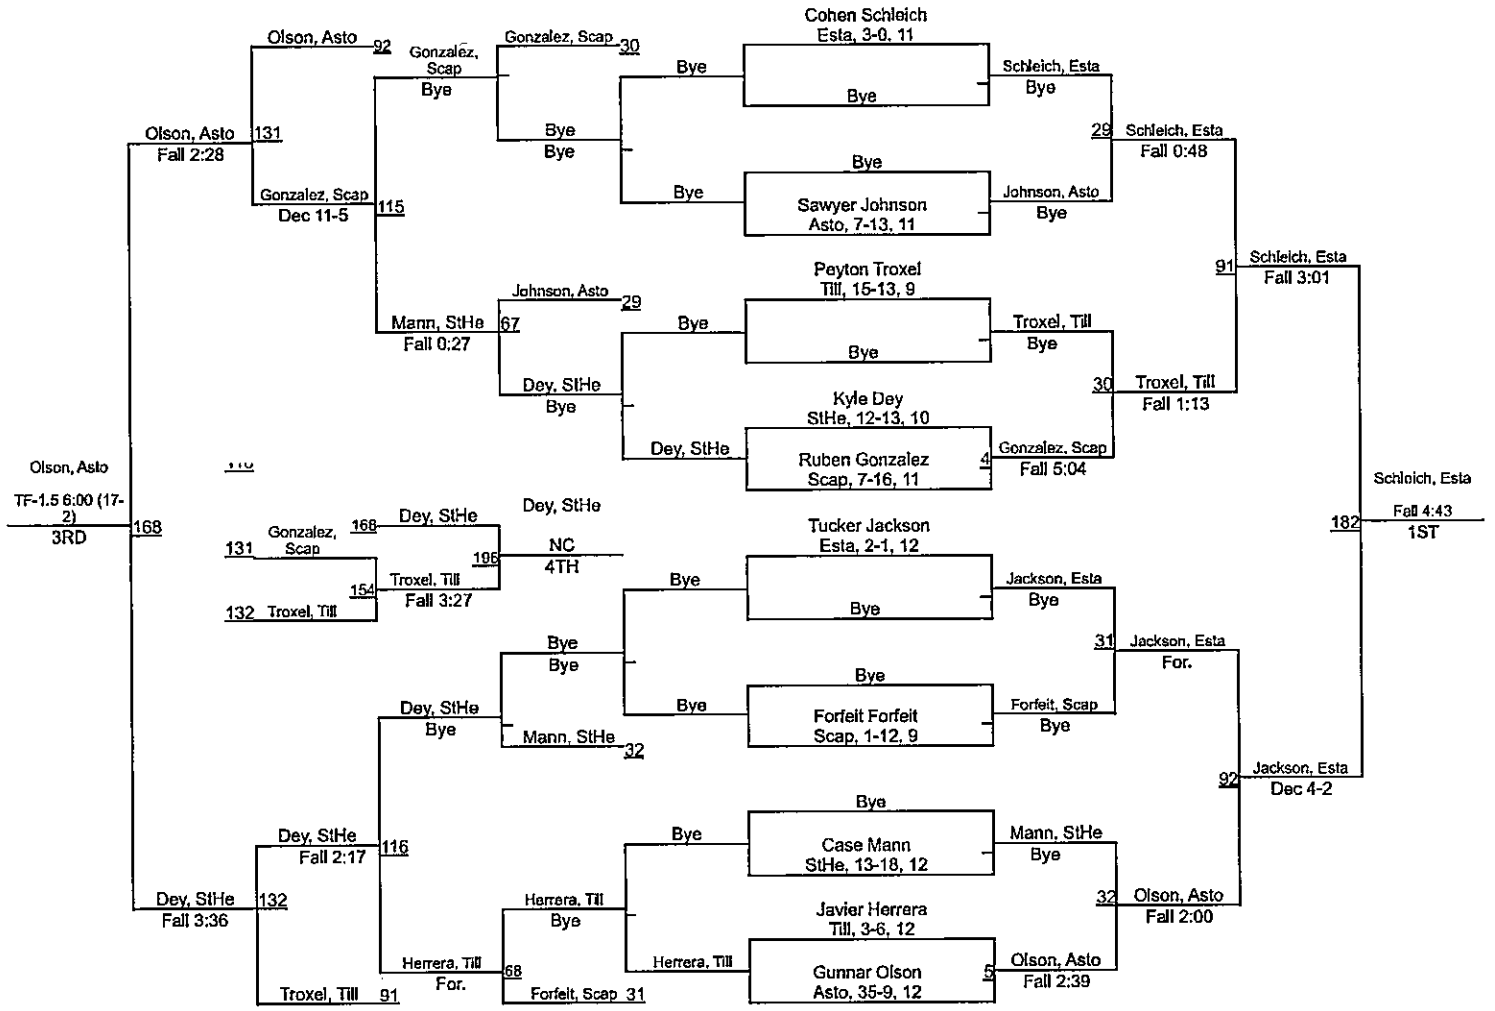 Cohen Schleich
Esta, 3-0, 11
Olson, Asto
92
Gonzalez,
Scap
Bye
Gonzalez, Scap
30
Bye
Bye
Schleich, Esta
Bye
Olson, Asto
131
Fall 2:28
Bye
Bye
29
Schleich, Esta
Fall 0:48
Bye
Gonzalez, Scap
Dec 11-5
115
Bye
Sawyer Johnson
Asto, 7-13, 11
Johnson, Asto
Bye
Peyton Troxel
Till, 15-13, 9
91
Schleich, Esta
Fall 3:01
Johnson, Asto
29
Mann, StHe
67
Fall 0:27
Bye
Bye
Troxel, Till
Bye
Dey, StHe
Bye
30
Troxel, Till
Fall 1:13
Kyle Dey
StHe, 12-13, 10
Dey, StHe
Ruben Gonzalez
Scap, 7-16, 11
4
Gonzalez, Scap
Fall 5:04
Olson, Asto
TF-1.5 6:00 (17-
2)
3RD
168
Schleich, Esta
182
Fall 4:43
1ST
168
Dey, StHe
Dey, StHe
131
Gonzalez,
Scap
196
NC
4TH
154
Troxel, Till
Fall 3:27
132
Troxel, Till
Tucker Jackson
Esta, 2-1, 12
Bye
Bye
Jackson, Esta
Bye
Bye
Bye
31
Jackson, Esta
For.
Bye
Dey, StHe
Bye
Bye
Forfeit Forfeit
Scap, 1-12, 9
Forfeit, Scap
Bye
Mann, StHe
32
92
Jackson, Esta
Dec 4-2
Bye
Dey, StHe
Fall 2:17
116
Bye
Case Mann
StHe, 13-18, 12
Mann, StHe
Bye
Dey, StHe
132
Fall 3:36
Herrera, Till
Bye
32
Olson, Asto
Fall 2:00
Javier Herrera
Till, 3-6, 12
Herrera, Till
68
For.
Herrera, Till
Gunnar Olson
Asto, 35-9, 12
5
Olson, Asto
Fall 2:39
Troxel, Till
91
Forfeit, Scap
31